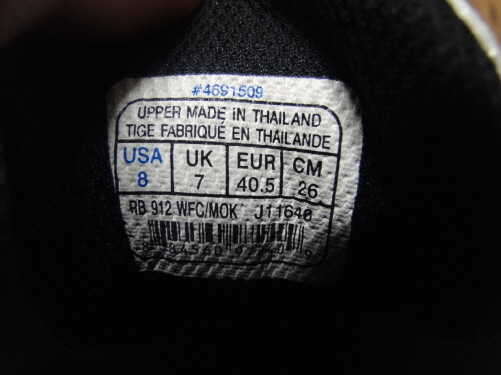 #4691509
UPPER MADE IN THAILAND
TIGE FABRIQUÉ EN THAILANDE
USA UK EUR CM
8 7 40.5 26
RB 912 WFC/MOK J11640